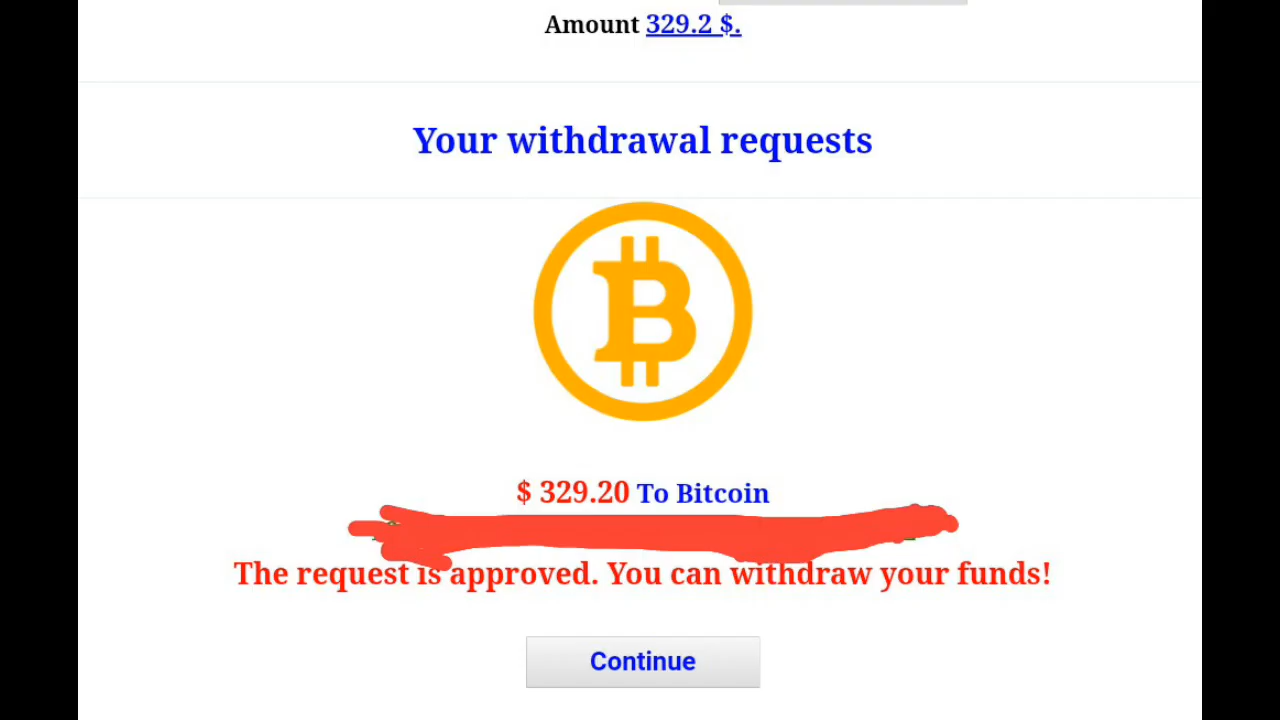 Amount 329.2 $.
Your withdrawal requests
$ 329.20 To Bitcoin
The request is approved. You can withdraw your funds!
Continue